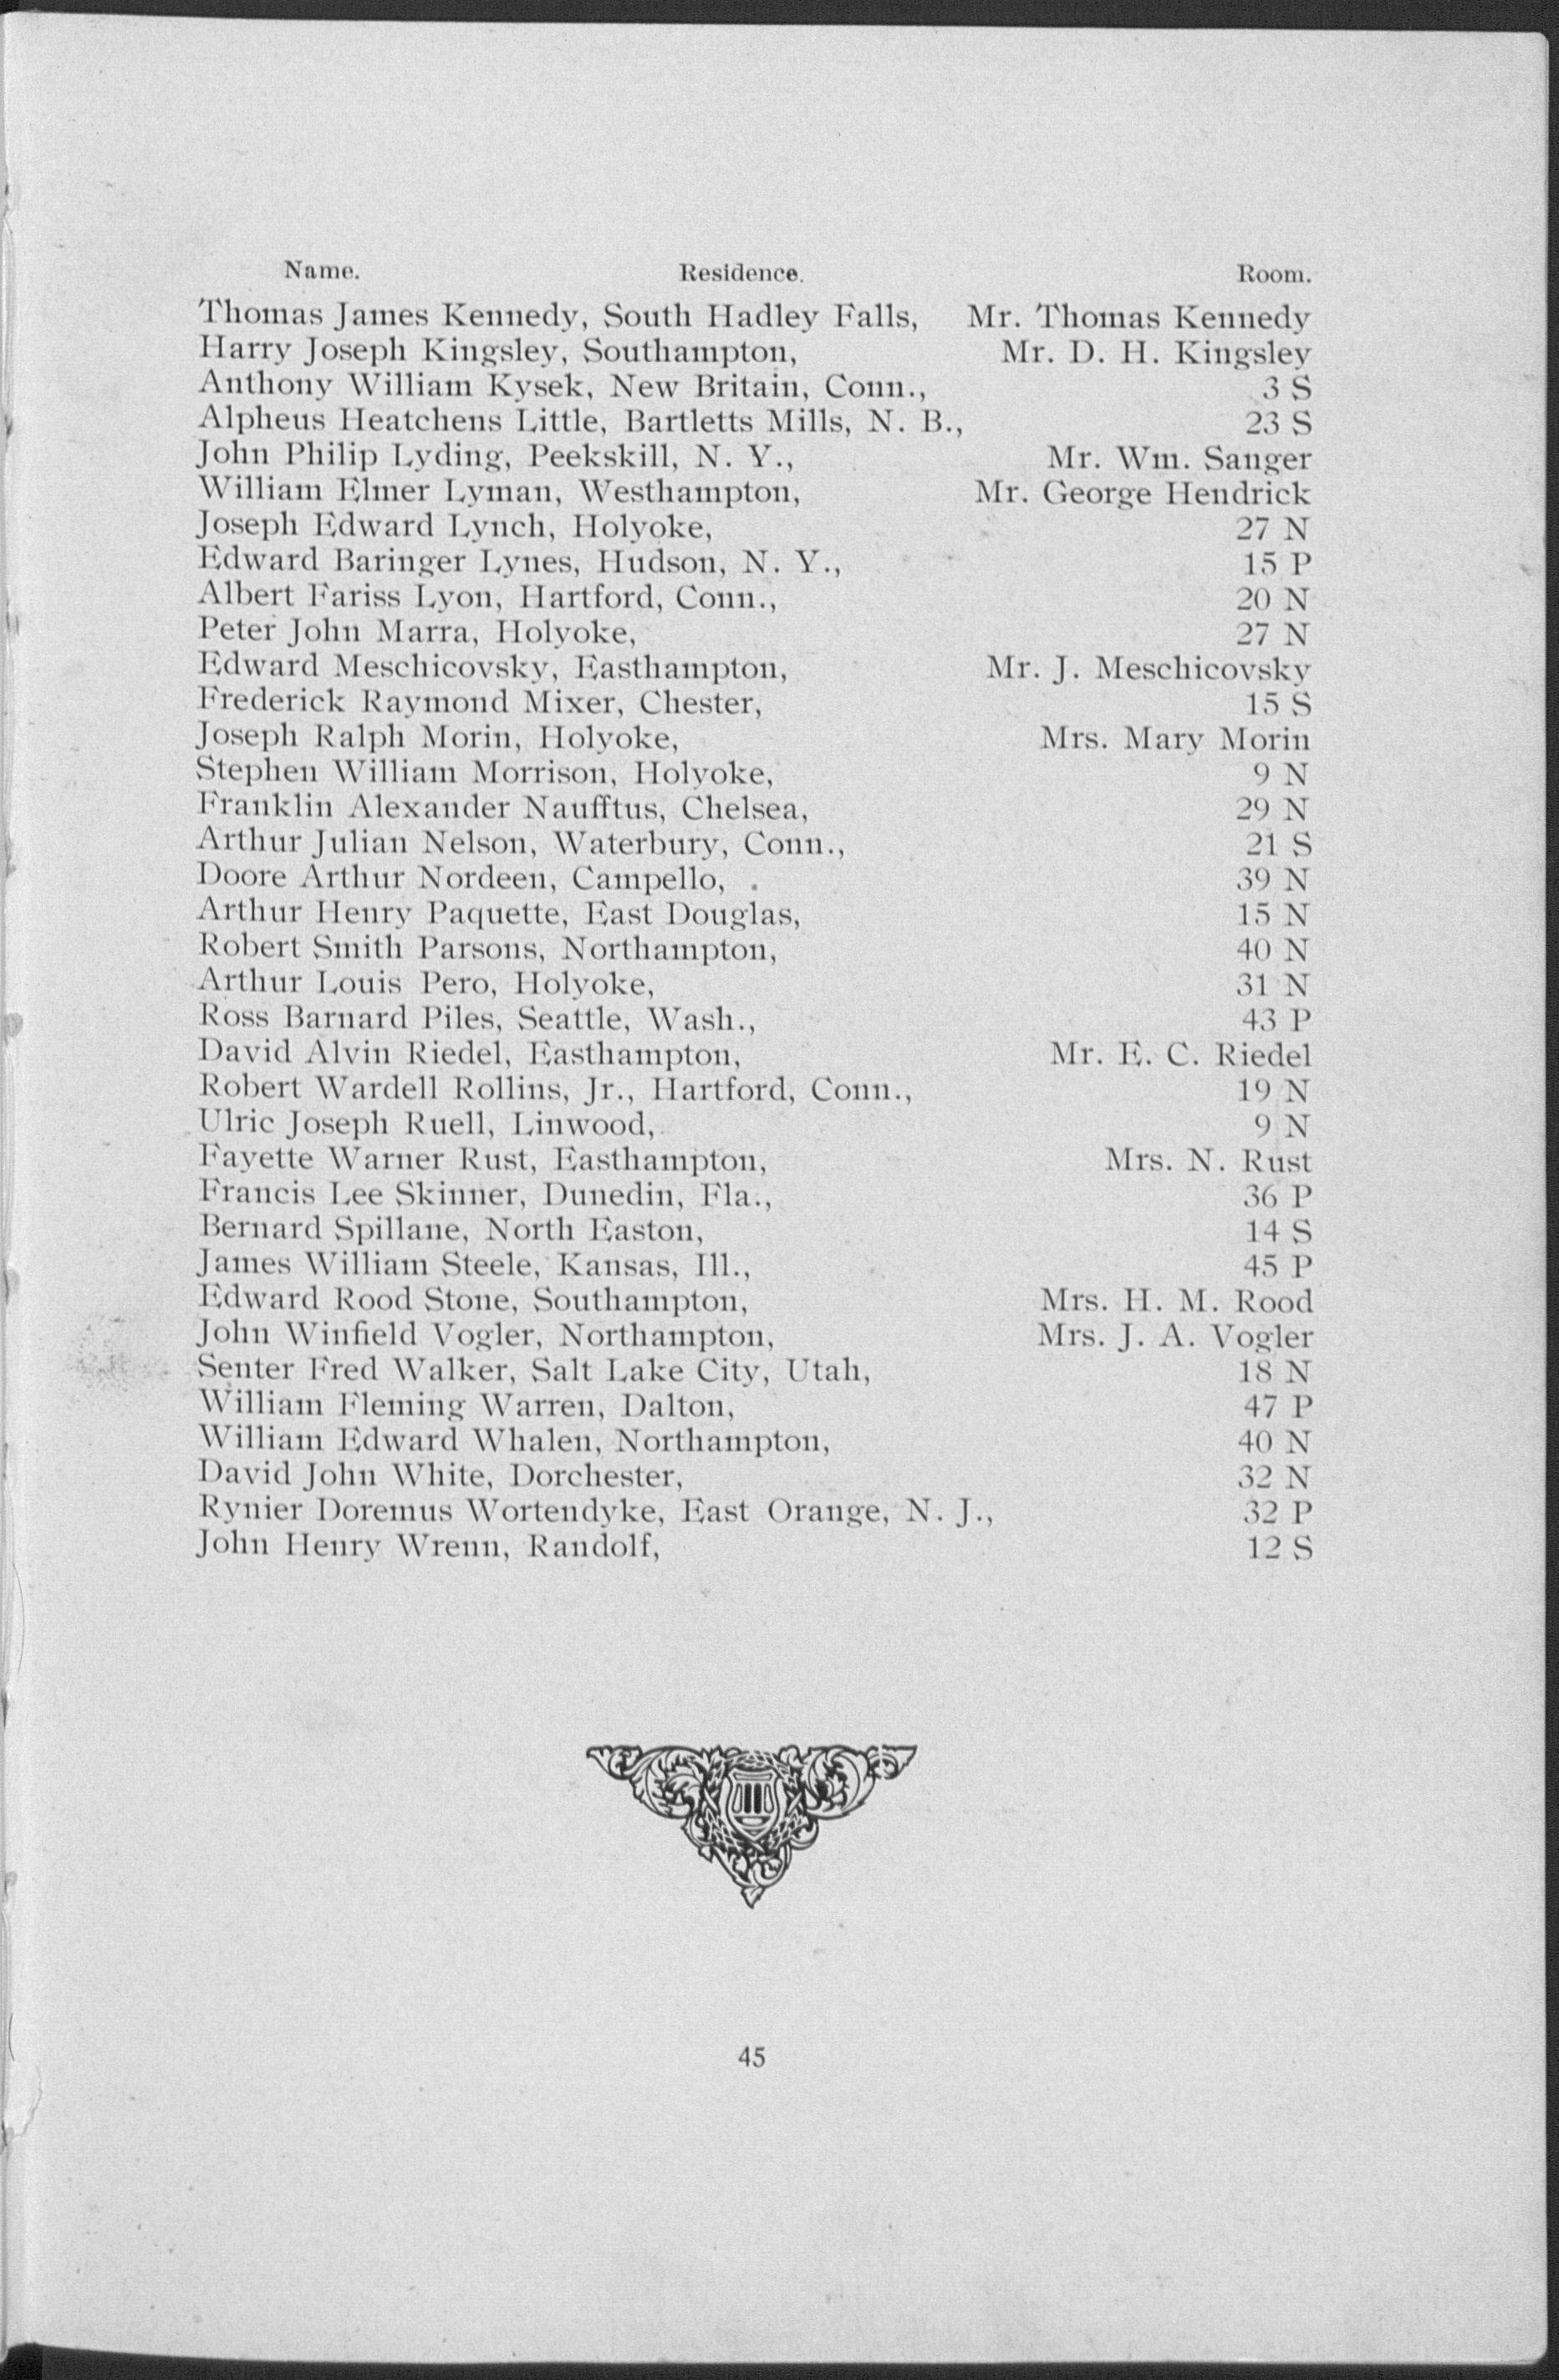 Name. Residence. Room.
Thomas James Kennedy, South Hadley Falls, Mr. Thomas Kennedy
Harry Joseph Kingsley, Southampton, Mr. D. H. Kingsley
Anthony William Kysek, New Britain, Conn., 3 S
Alpheus Heatchens Little, Bartletts Mills, N. B., 23 S
John Philip Lyding, Peekskill, N. Y., Mr. Wm. Sanger
William Elmer Lyman, Westhampton, Mr. George Hendrick
Joseph Edward Lynch, Holyoke, 27 N
Edward Baringer Lynes, Hudson, N. Y., 15 P
Albert Fariss Lyon, Hartford, Conn., 20 N
Peter John Marra, Holyoke, 27 N
Edward Meschicovsky, Easthampton, Mr. J. Meschicovsky
Frederick Raymond Mixer, Chester, 15 S
Joseph Ralph Morin, Holyoke, Mrs. Mary Morin
Stephen William Morrison, Holyoke, 9 N
Franklin Alexander Naufftus, Chelsea, 29 N
Arthur Julian Nelson, Waterbury, Conn., 21 S
Doore Arthur Nordeen, Campello, 39 N
Arthur Henry Paquette, East Douglas, 15 N
Robert Smith Parsons, Northampton, 40 N
Arthur Louis Pero, Holyoke, 31 N
Ross Barnard Piles, Seattle, Wash., 43 P
David Alvin Riedel, Easthampton, Mr. E. C. Riedel
Robert Wardell Rollins, Jr., Hartford, Conn., 19 N
Ulric Joseph Ruell, Linwood, 9 N
Fayette Warner Rust, Easthampton, Mrs. N. Rust
Francis Lee Skinner, Dunedin, Fla., 36 P
Bernard Spillane, North Easton, 14 S
James William Steele, Kansas, Ill., 45 P
Edward Rood Stone, Southampton, Mrs. H. M. Rood
John Winfield Vogler, Northampton, Mrs. J. A. Vogler
Senter Fred Walker, Salt Lake City, Utah, 18 N
William Fleming Warren, Dalton, 47 P
William Edward Whalen, Northampton, 40 N
David John White, Dorchester, 32 N
Rynier Doremus Wortendyke, East Orange, N. J., 32 P
John Henry Wrenn, Randolf, 12 S
45